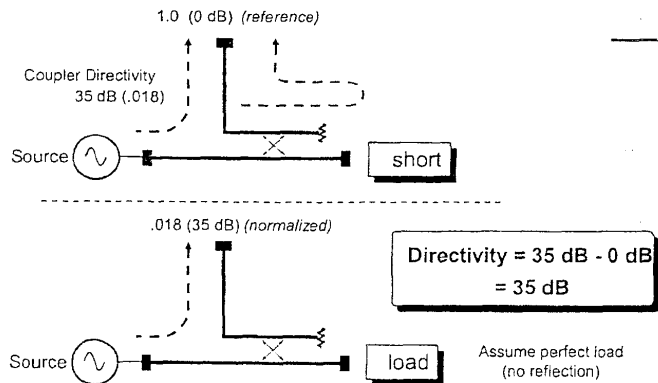 1.0 (0 dB) (reference)
Coupler Directivity
35 dB (.018)
Source
short
.018 (35 dB) (normalized)
Directivity = 35 dB - 0 dB
= 35 dB
Source
load
Assume perfect load
(no reflection)